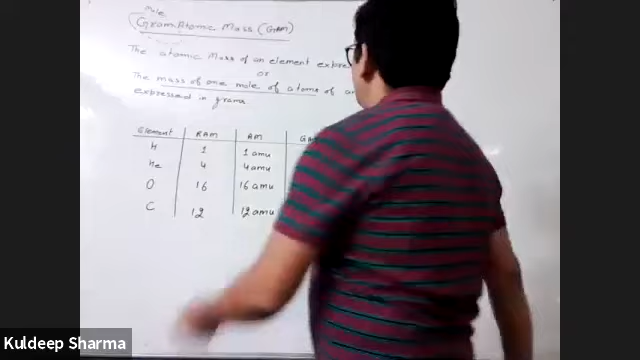 mole
Gram Atomic Mass (GAM)
The atomic Mass of an element expre
or
The mass of one mole of atoms of an
expressed in grams
Element RAM AM GA
H 1 1 amu
He 4 4 amu
O 16 16 amu
C 12 12 amu
Kuldeep Sharma